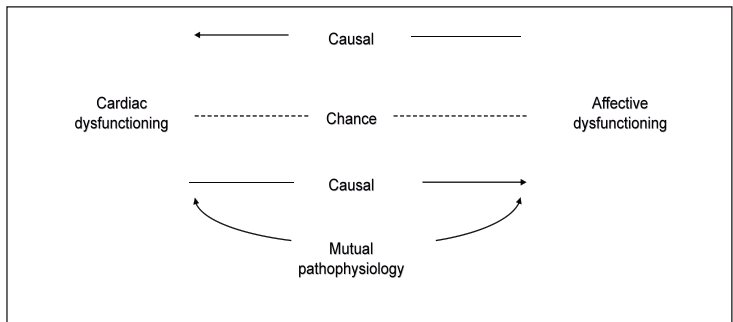 Causal
Cardiac
dysfunctioning
Chance
Affective
dysfunctioning
Causal
Mutual
pathophysiology